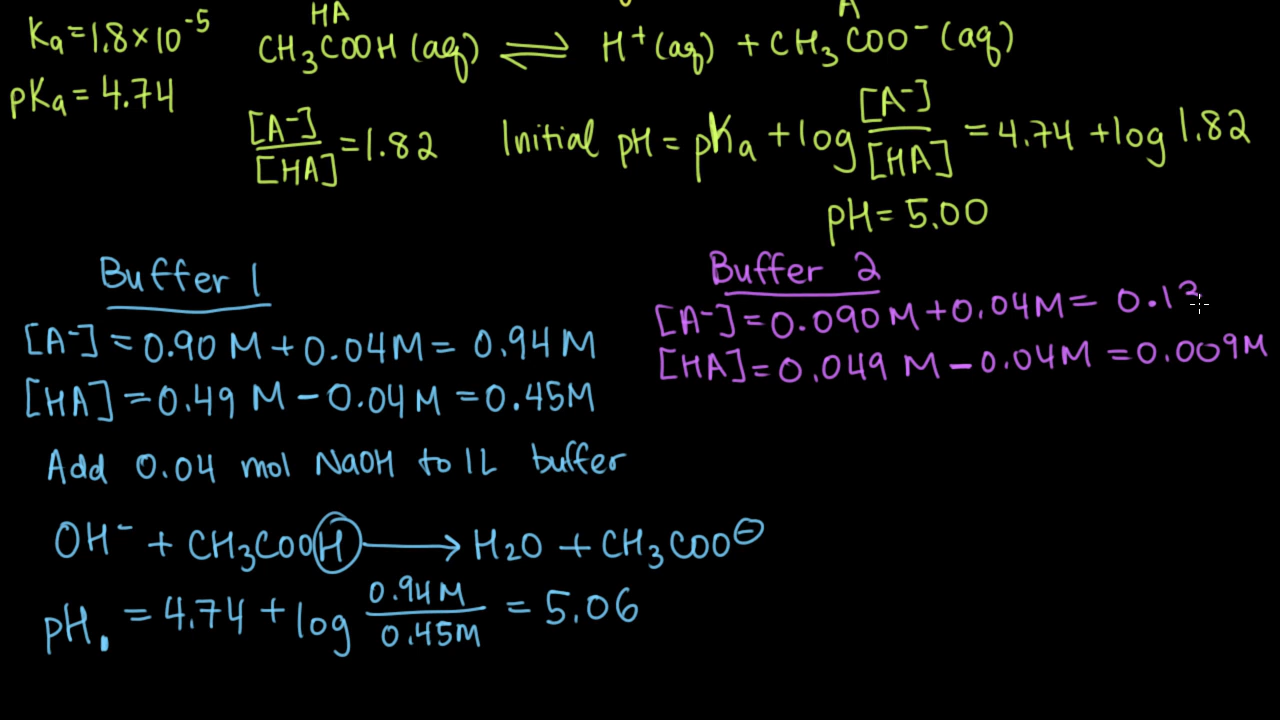 HA A
Ka = 1.8 × 10⁻⁵ CH₃COOH (aq) ⇌ H⁺ (aq) + CH₃COO⁻ (aq)
pKa = 4.74
[A⁻]/[HA] = 1.82 Initial pH = pKa + log [A⁻]/[HA] = 4.74 + log 1.82
pH = 5.00
Buffer 1
[A⁻] = 0.90 M + 0.04 M = 0.94 M
[HA] = 0.49 M - 0.04 M = 0.45 M
Add 0.04 mol NaOH to 1L buffer
OH⁻ + CH₃COOH → H₂O + CH₃COO⊖
pH. = 4.74 + log 0.94 M/0.45 M = 5.06
Buffer 2
[A⁻] = 0.090 M + 0.04 M = 0.13
[HA] = 0.049 M - 0.04 M = 0.009 M